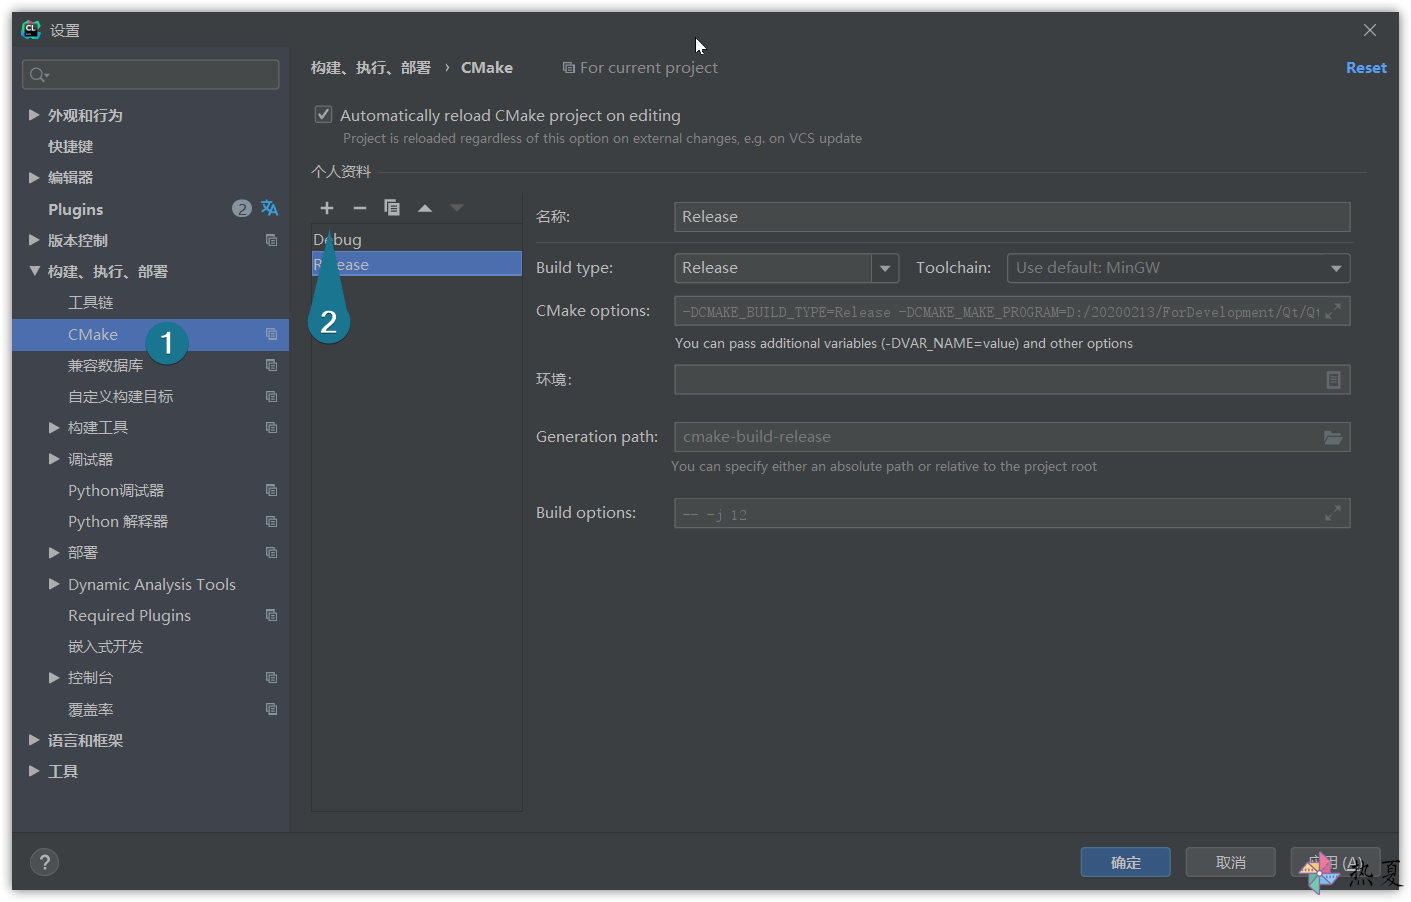 设置
构建、执行、部署 › CMake For current project Reset
Automatically reload CMake project on editing
Project is reloaded regardless of this option on external changes, e.g. on VCS update
个人资料
外观和行为
快捷键
编辑器
Plugins 2
版本控制
构建、执行、部署
工具链
CMake 1
兼容数据库
自定义构建目标
构建工具
调试器
Python调试器
Python 解释器
部署
Dynamic Analysis Tools
Required Plugins
嵌入式开发
控制台
覆盖率
语言和框架
工具
Debug
Release
2
名称: Release
Build type: Release Toolchain: Use default: MinGW
CMake options: -DCMAKE_BUILD_TYPE=Release -DCMAKE_MAKE_PROGRAM=D:/20200213/ForDevelopment/Qt/Qt
You can pass additional variables (-DVAR_NAME=value) and other options
环境:
Generation path: cmake-build-release
You can specify either an absolute path or relative to the project root
Build options: -- -j 12
? 确定 取消 应用 (A)
热夏